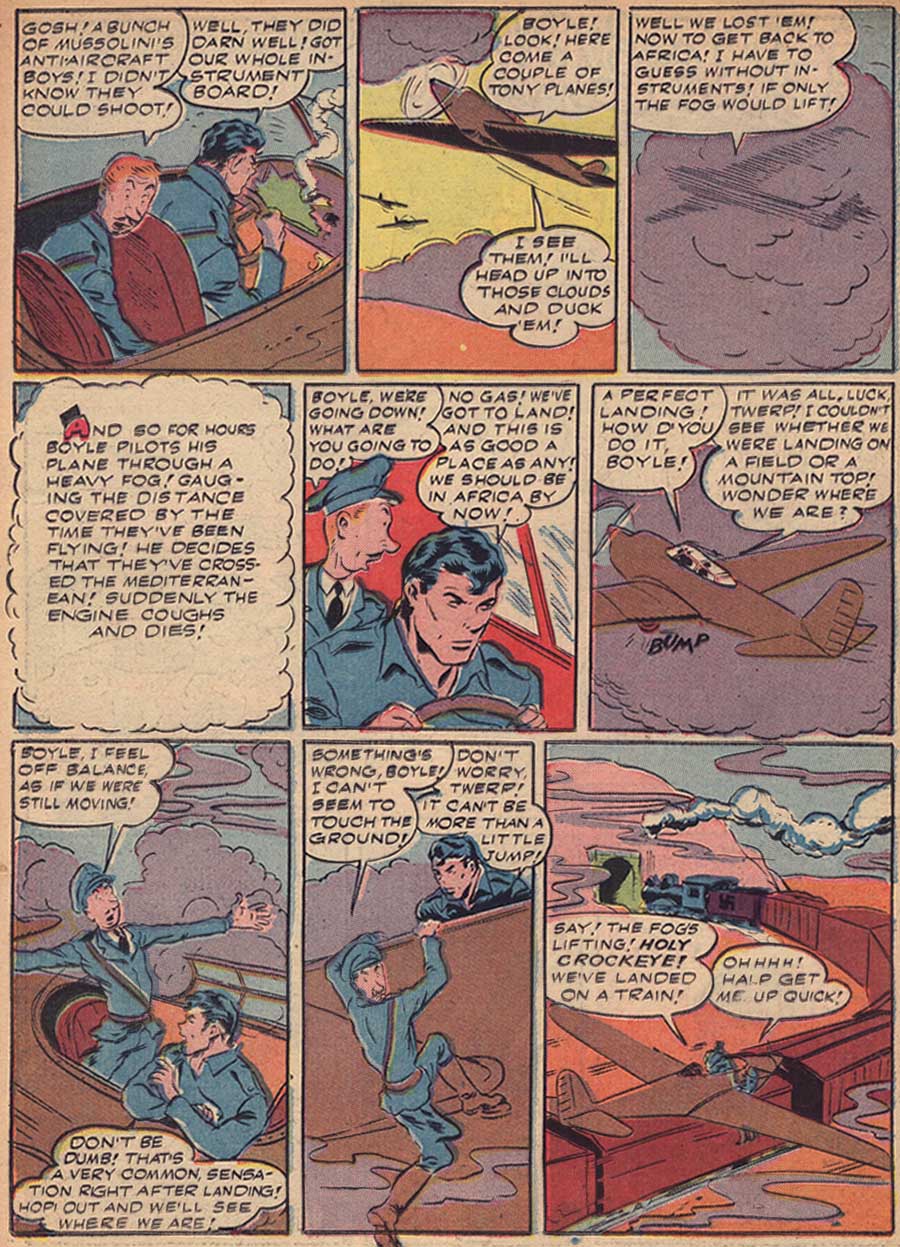 GOSH! A BUNCH
OF MUSSOLINI'S
ANTI-AIRCRAFT
BOYS! I DIDN'T
KNOW THEY
COULD SHOOT!
WELL, THEY DID
DARN WELL! GOT
OUR WHOLE IN-
STRUMENT
BOARD!
BOYLE!
LOOK! HERE
COME A
COUPLE OF
TONY PLANES!
I SEE
THEM! I'LL
HEAD UP INTO
THOSE CLOUDS
AND DUCK
'EM!
WELL WE LOST 'EM!
NOW TO GET BACK TO
AFRICA! I HAVE TO
GUESS WITHOUT IN-
STRUMENTS! IF ONLY
THE FOG WOULD LIFT!
AND SO FOR HOURS
BOYLE PILOTS HIS
PLANE THROUGH A
HEAVY FOG! GAUG-
ING THE DISTANCE
COVERED BY THE
TIME THEY'VE BEEN
FLYING! HE DECIDES
THAT THEY'VE CROSS-
ED THE MEDITERRAN-
EAN! SUDDENLY THE
ENGINE COUGHS
AND DIES!
BOYLE, WE'RE
GOING DOWN!
WHAT ARE
YOU GOING TO
DO!
NO GAS! WE'VE
GOT TO LAND!
AND THIS IS
AS GOOD A
PLACE AS ANY!
WE SHOULD BE
IN AFRICA BY
NOW!
A PERFECT
LANDING!
HOW D'YOU
DO IT,
BOYLE!
IT WAS ALL LUCK,
TWERP! I COULDN'T
SEE WHETHER WE
WERE LANDING ON
A FIELD OR A
MOUNTAIN TOP!
WONDER WHERE
WE ARE?
BUMP
BOYLE, I FEEL
OFF BALANCE,
AS IF WE WERE
STILL MOVING!
DON'T BE
DUMB! THAT'S
A VERY COMMON SENSA-
TION RIGHT AFTER LANDING!
HOP OUT AND WE'LL SEE
WHERE WE ARE!
SOMETHING'S
WRONG, BOYLE!
I CAN'T
SEEM TO
TOUCH THE
GROUND!
DON'T
WORRY,
TWERP!
IT CAN'T BE
MORE THAN A
LITTLE
JUMP!
SAY! THE FOG'S
LIFTING! HOLY
CROCKEYE!
WE'VE LANDED
ON A TRAIN!
OHHHH!
HALP GET
ME UP QUICK!